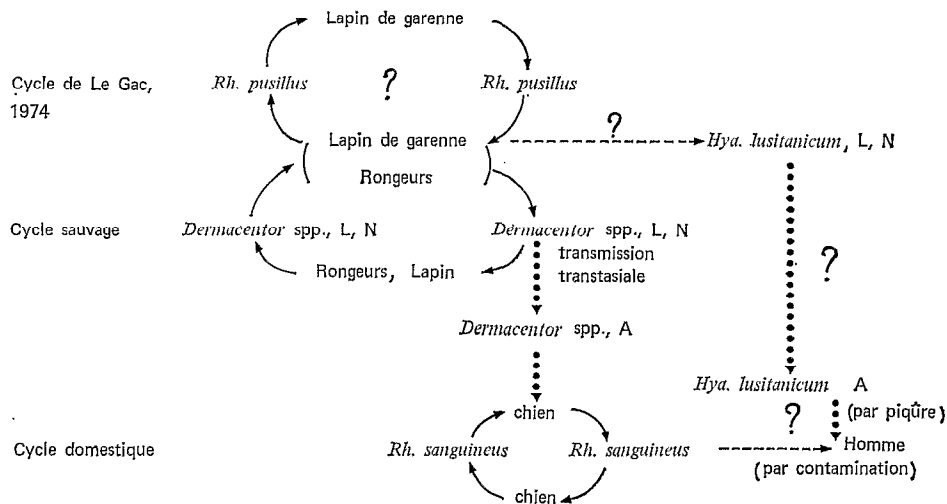 Lapin de garenne
Cycle de Le Gac,
1974
Rh. pusillus
?
Rh. pusillus
Lapin de garenne
?
Hya. lusitanicum, L, N
Rongeurs
Cycle sauvage
Dermacentor spp., L, N
Dermacentor spp., L, N
transmission
transtasiale
?
Rongeurs, Lapin
Dermacentor spp., A
Hya. lusitanicum A
chien
?
(par piqûre)
Cycle domestique
Rh. sanguineus
Rh. sanguineus
Homme
(par contamination)
chien